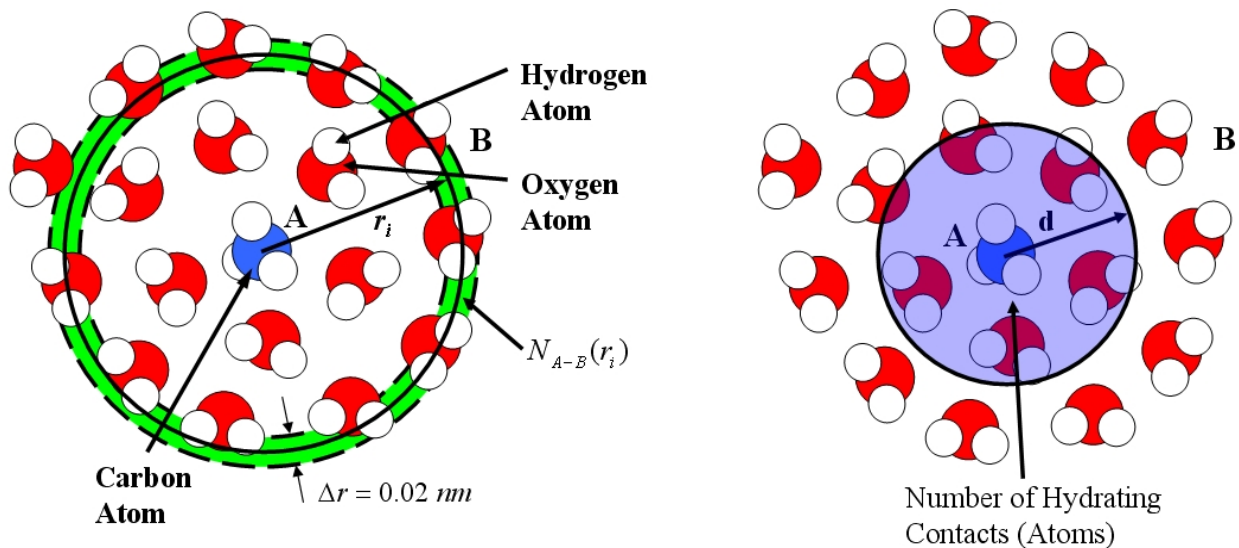 Hydrogen
Atom
B
Oxygen
Atom
A
r_i
N_{A-B}(r_i)
Carbon
Atom
Δr = 0.02 nm
B
A
d
Number of Hydrating
Contacts (Atoms)